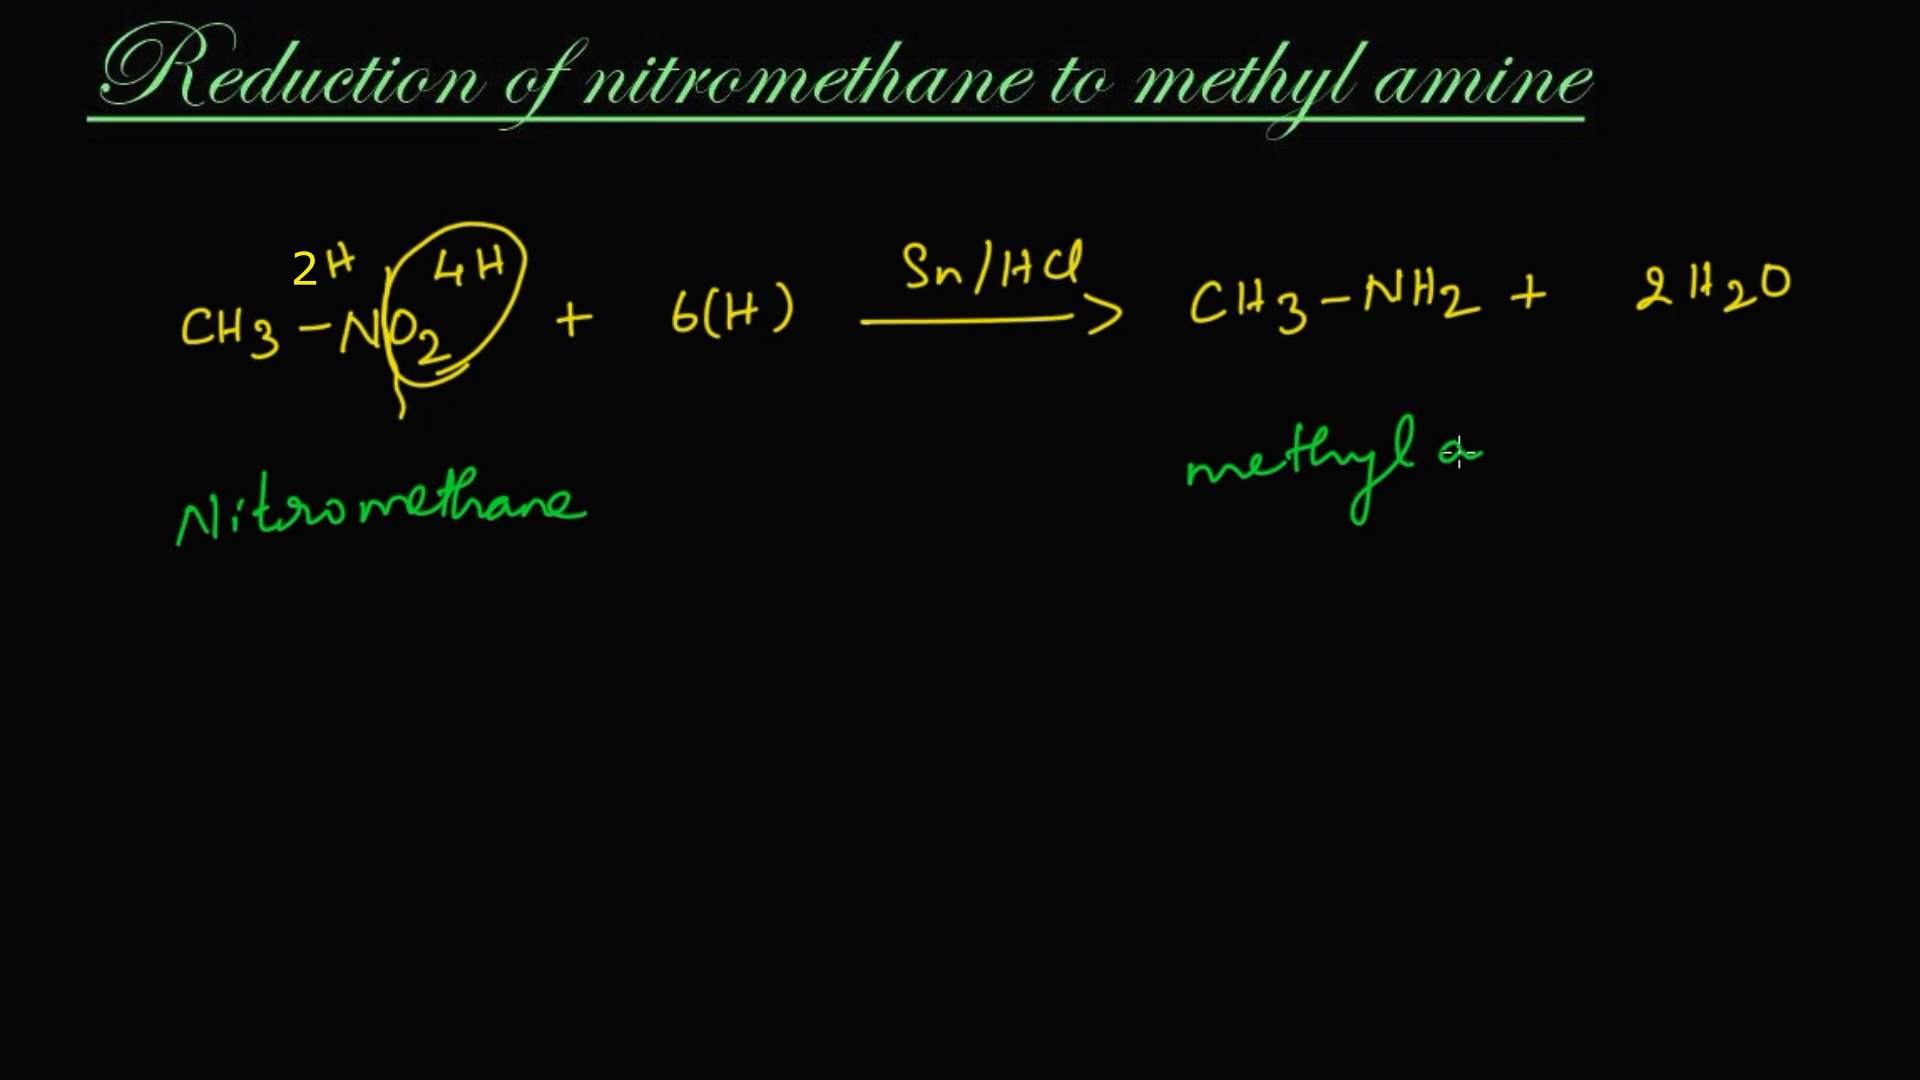 Reduction of nitromethane to methyl amine
2H 4H
CH3-NO2 + 6(H) Sn/HCl > CH3-NH2 + 2H2O
Nitromethane methyl a